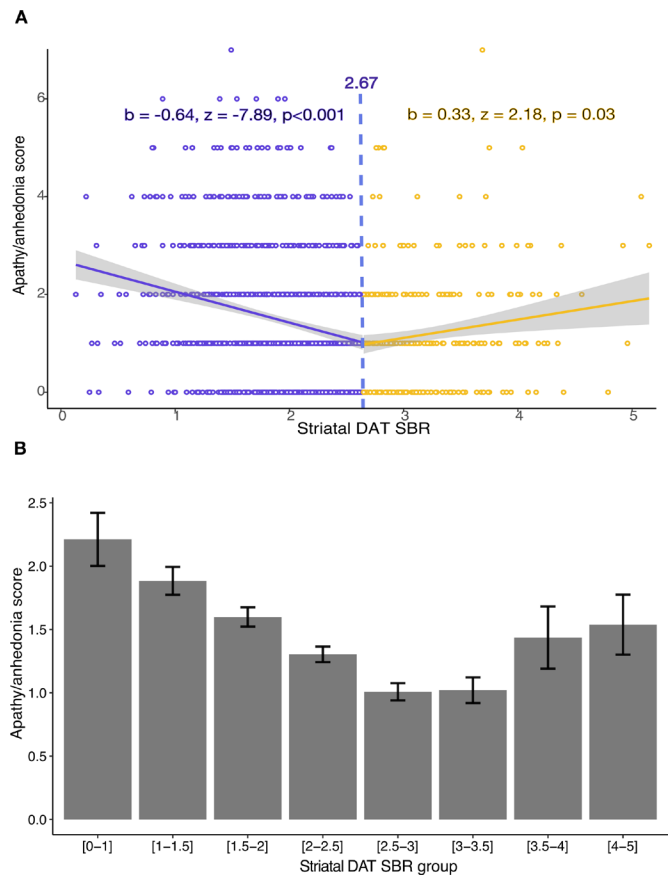 A
2.67
b = -0.64, z = -7.89, p<0.001
b = 0.33, z = 2.18, p = 0.03
Apathy/anhedonia score
6
4
2
0
0 1 2 3 4 5
Striatal DAT SBR
B
Apathy/anhedonia score
2.5
2.0
1.5
1.0
0.5
0.0
[0−1] [1−1.5] [1.5−2] [2−2.5] [2.5−3] [3−3.5] [3.5−4] [4−5]
Striatal DAT SBR group